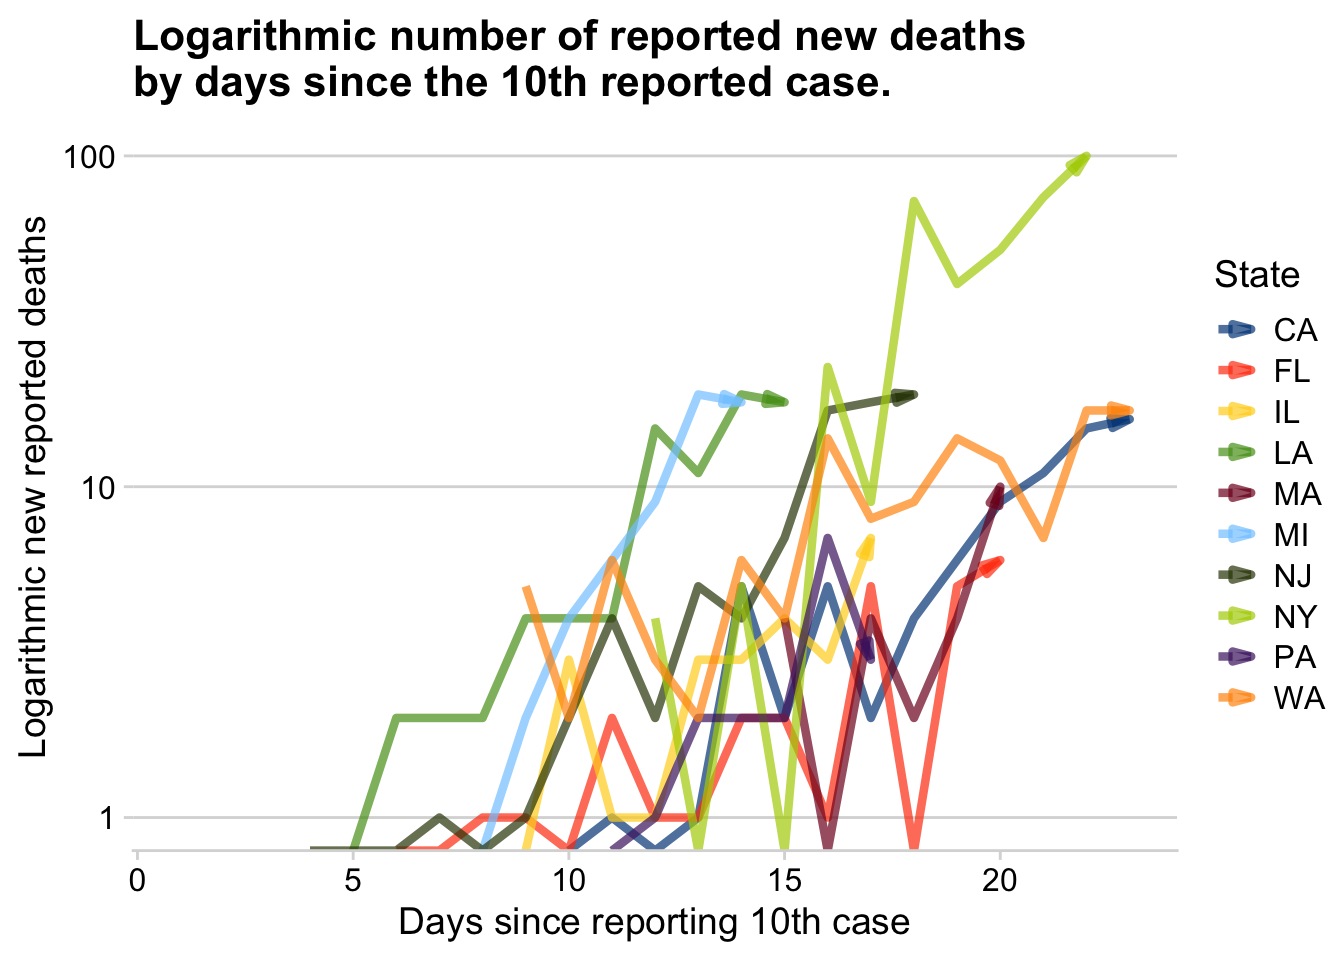 Logarithmic number of reported new deaths
by days since the 10th reported case.
Logarithmic new reported deaths
100
10
1
0
5
10
15
20
Days since reporting 10th case
State
CA
FL
IL
LA
MA
MI
NJ
NY
PA
WA